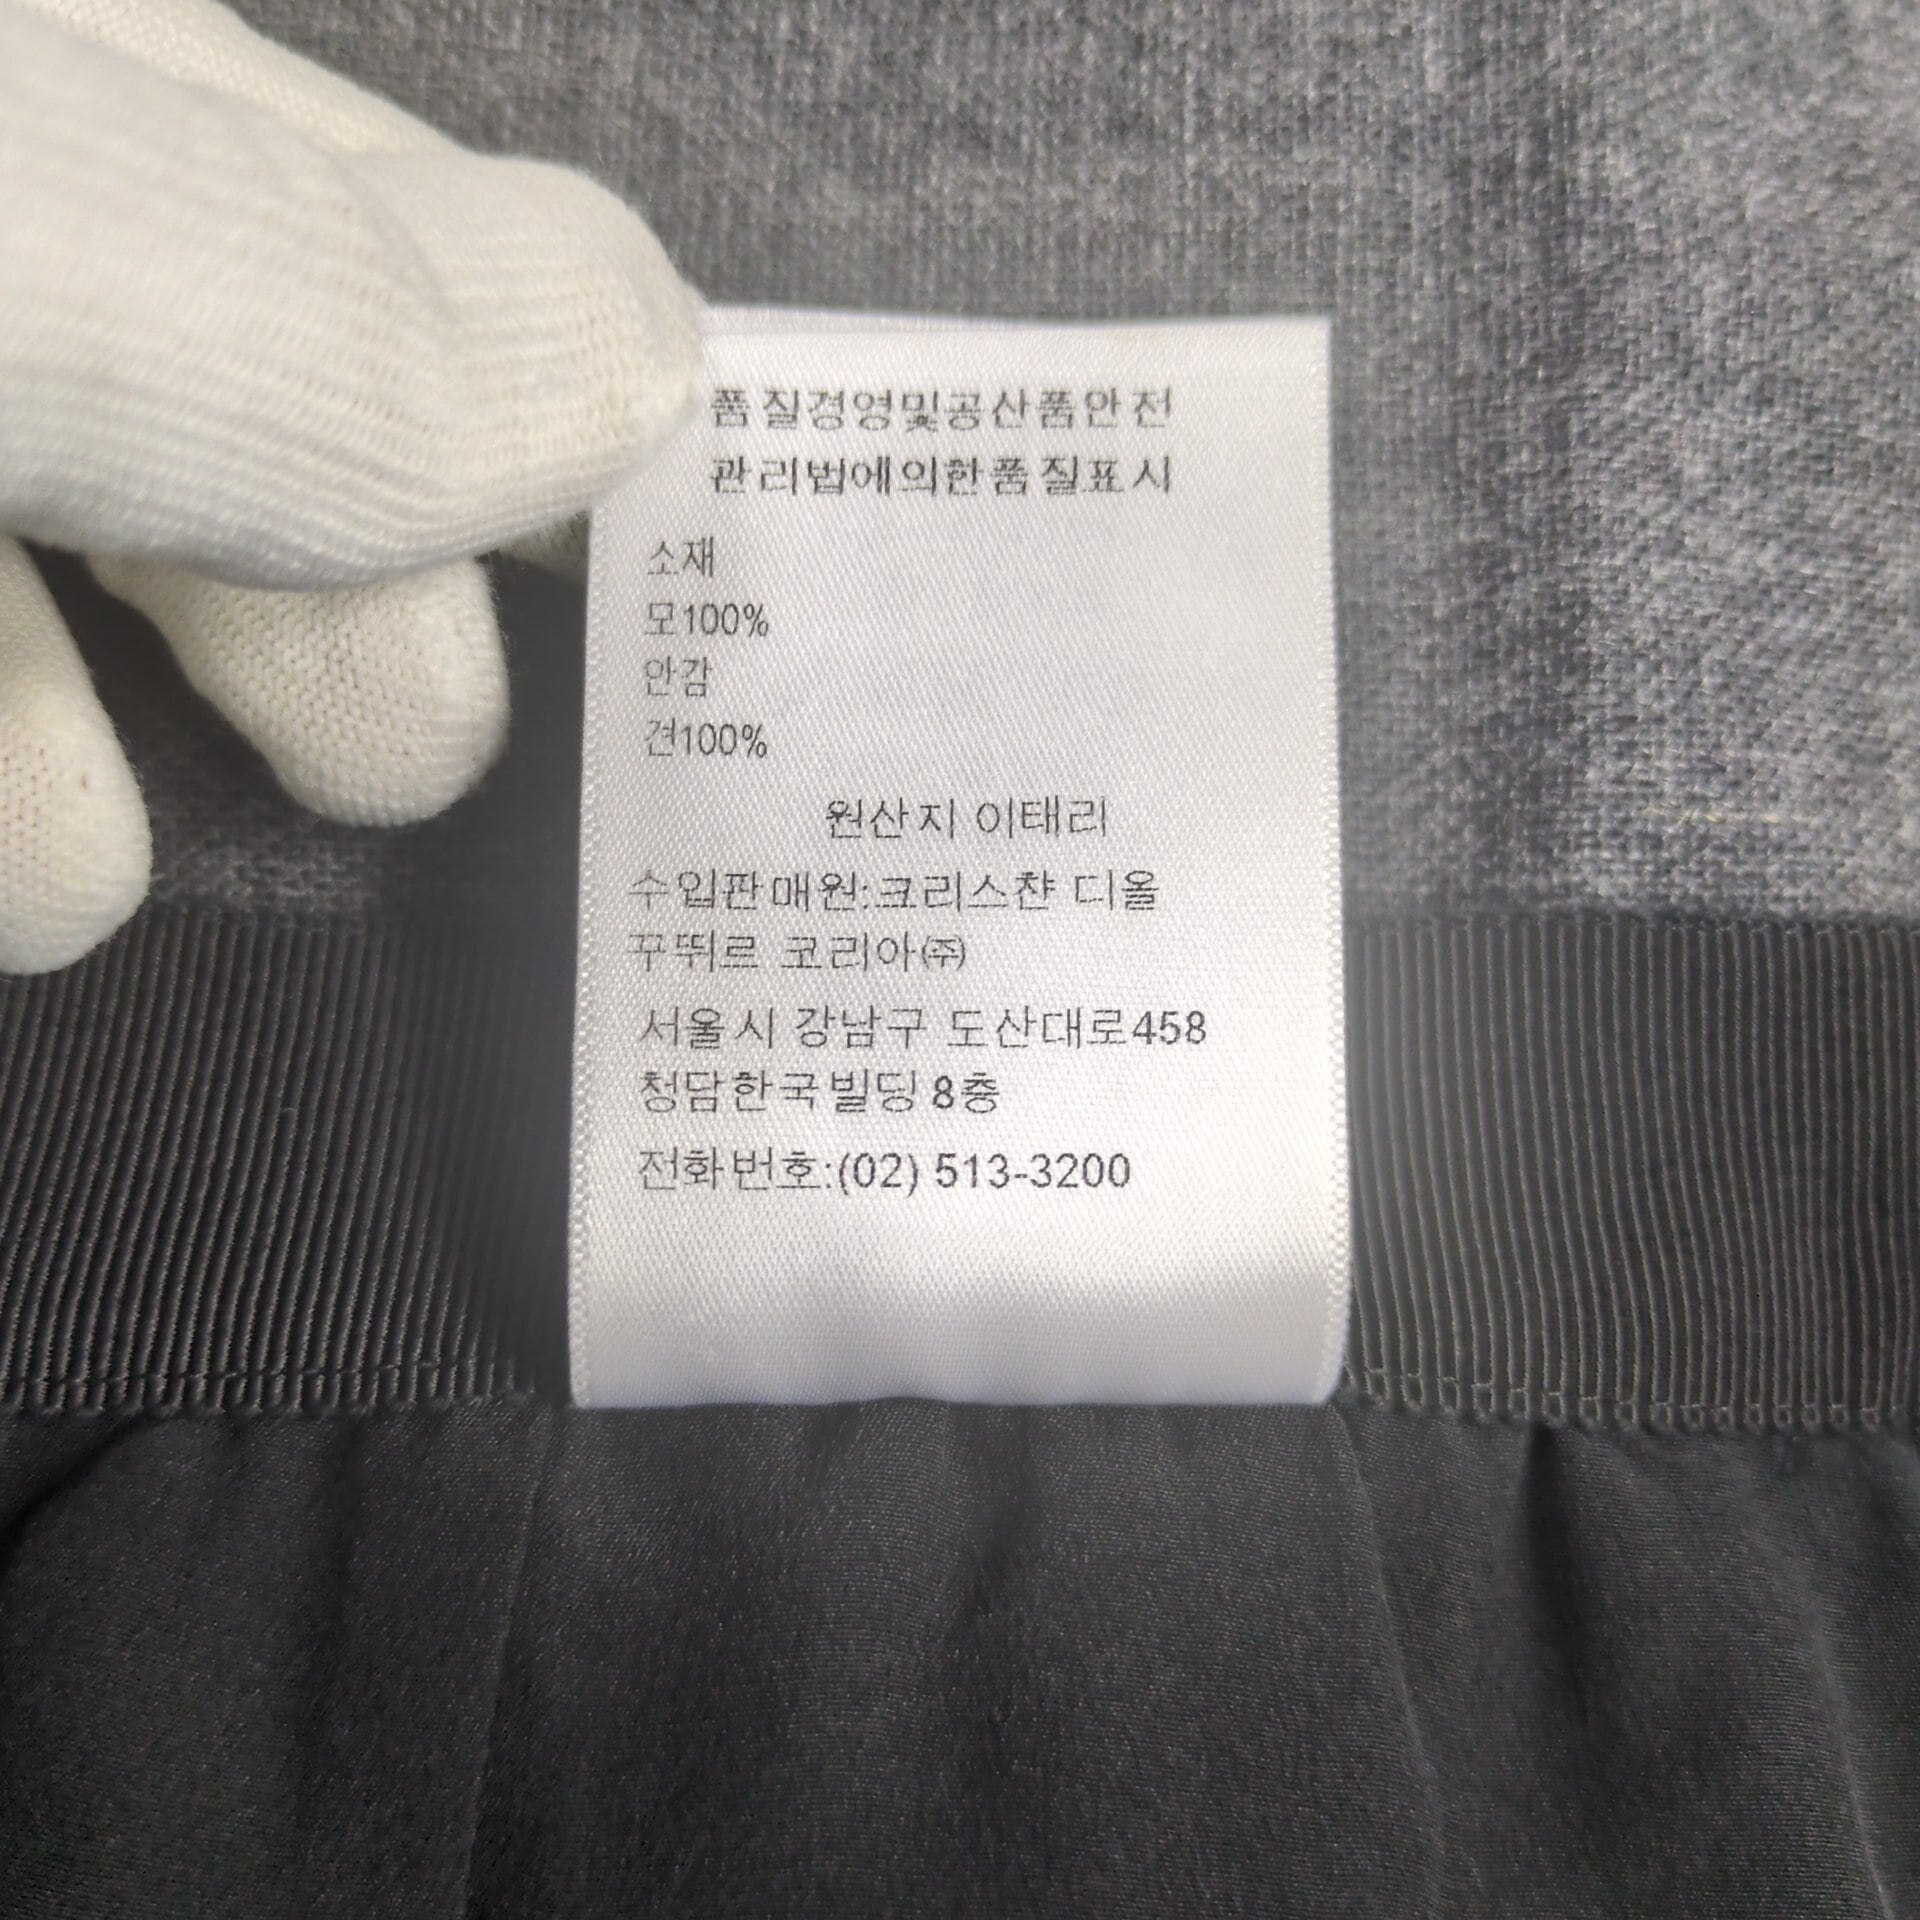 품질경영및공산품안전
관리법에의한품질표시
소재
모100%
안감
견100%
원산지 이태리
수입판매원:크리스챤 디올
꾸뛰르 코리아㈜
서울시 강남구 도산대로458
청담한국빌딩 8층
전화번호:(02) 513-3200